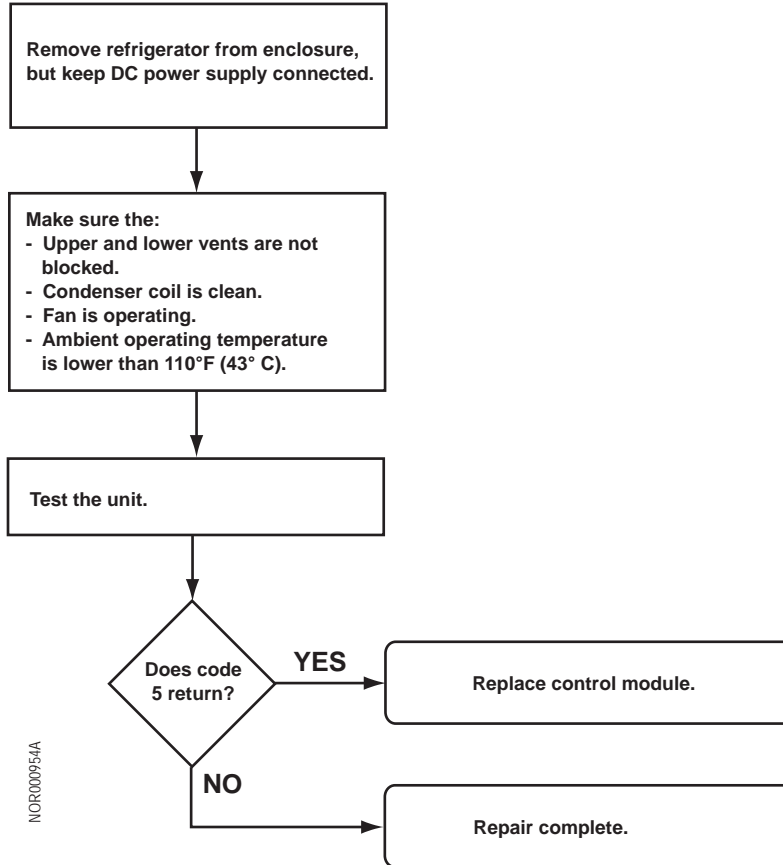 Remove refrigerator from enclosure,
but keep DC power supply connected.
Make sure the:
- Upper and lower vents are not
blocked.
- Condenser coil is clean.
- Fan is operating.
- Ambient operating temperature
is lower than 110°F (43° C).
Test the unit.
Does code
5 return?
YES
Replace control module.
NO
Repair complete.
NOR000954A